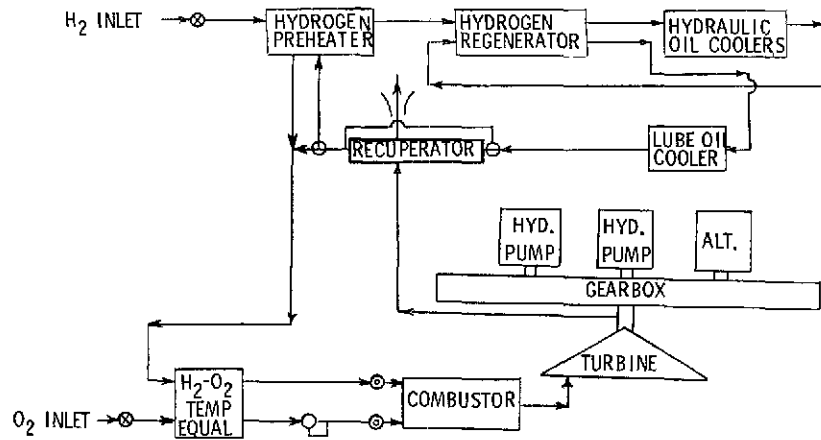 H₂ INLET
HYDROGEN
PREHEATER
HYDROGEN
REGENERATOR
HYDRAULIC
OIL COOLERS
RECUPERATOR
LUBE OIL
COOLER
HYD.
PUMP
HYD.
PUMP
ALT.
GEARBOX
TURBINE
H₂-O₂
TEMP
EQUAL
COMBUSTOR
O₂ INLET